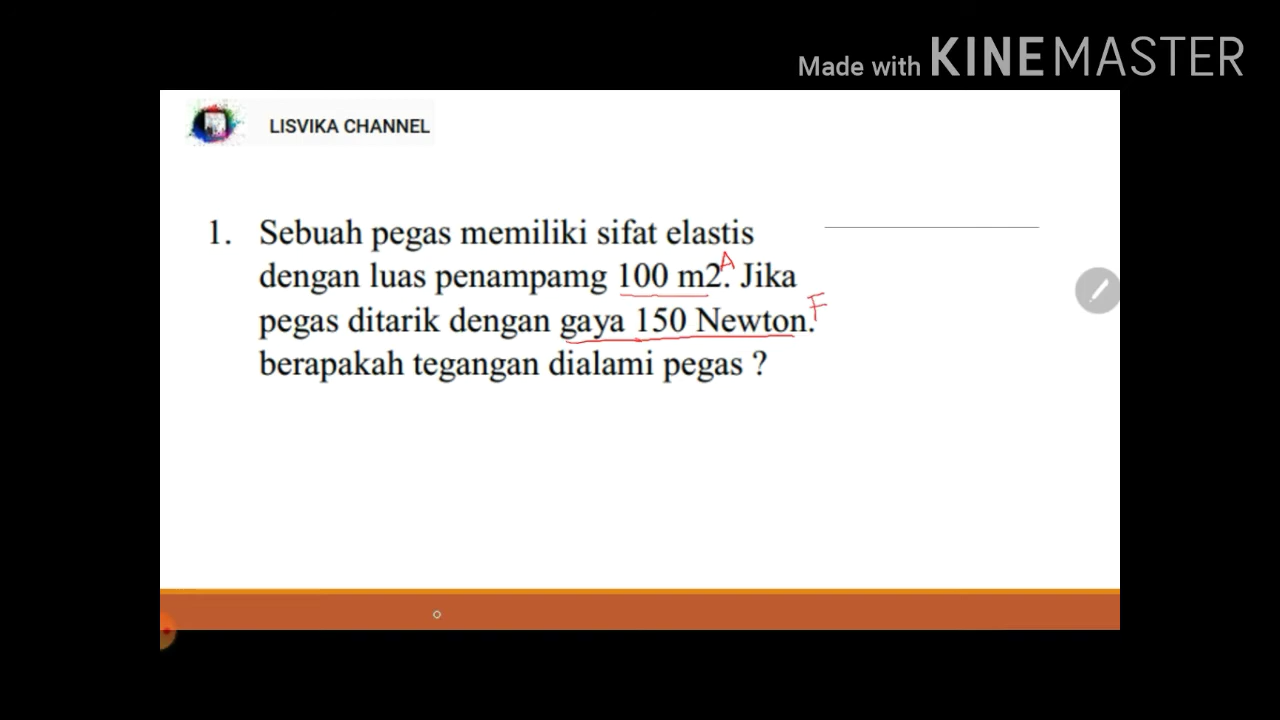 Made with KINEMASTER
LISVIKA CHANNEL
1. Sebuah pegas memiliki sifat elastis
dengan luas penampamg 100 m2. Jika
A
pegas ditarik dengan gaya 150 Newton.
F
berapakah tegangan dialami pegas ?